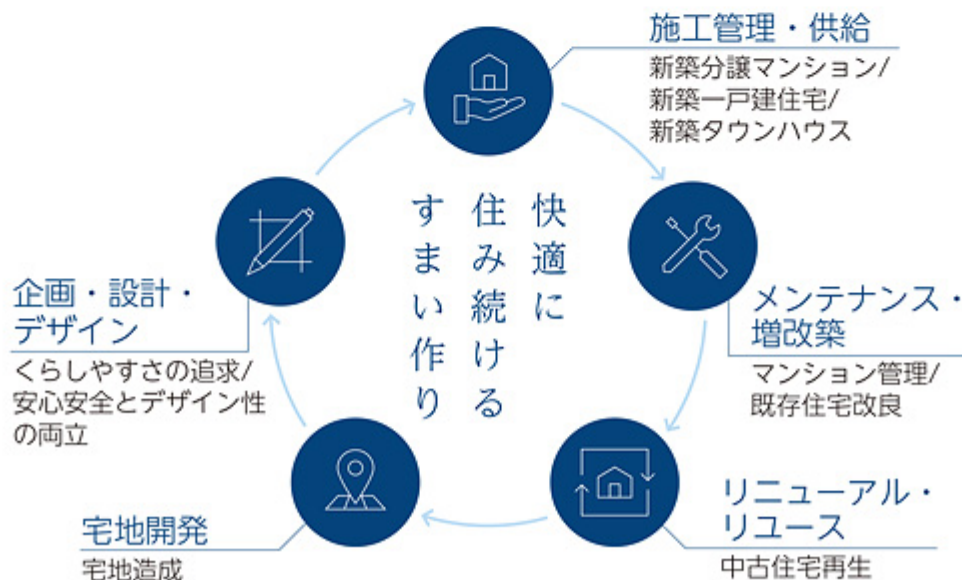 施工管理・供給
新築分譲マンション/
新築一戸建住宅/
新築タウンハウス
メンテナンス・
増改築
マンション管理/
既存住宅改良
リニューアル・
リユース
中古住宅再生
宅地開発
宅地造成
企画・設計・
デザイン
くらしやすさの追求/
安心安全とデザイン性
の両立
快適に
住み続ける
すまい作り